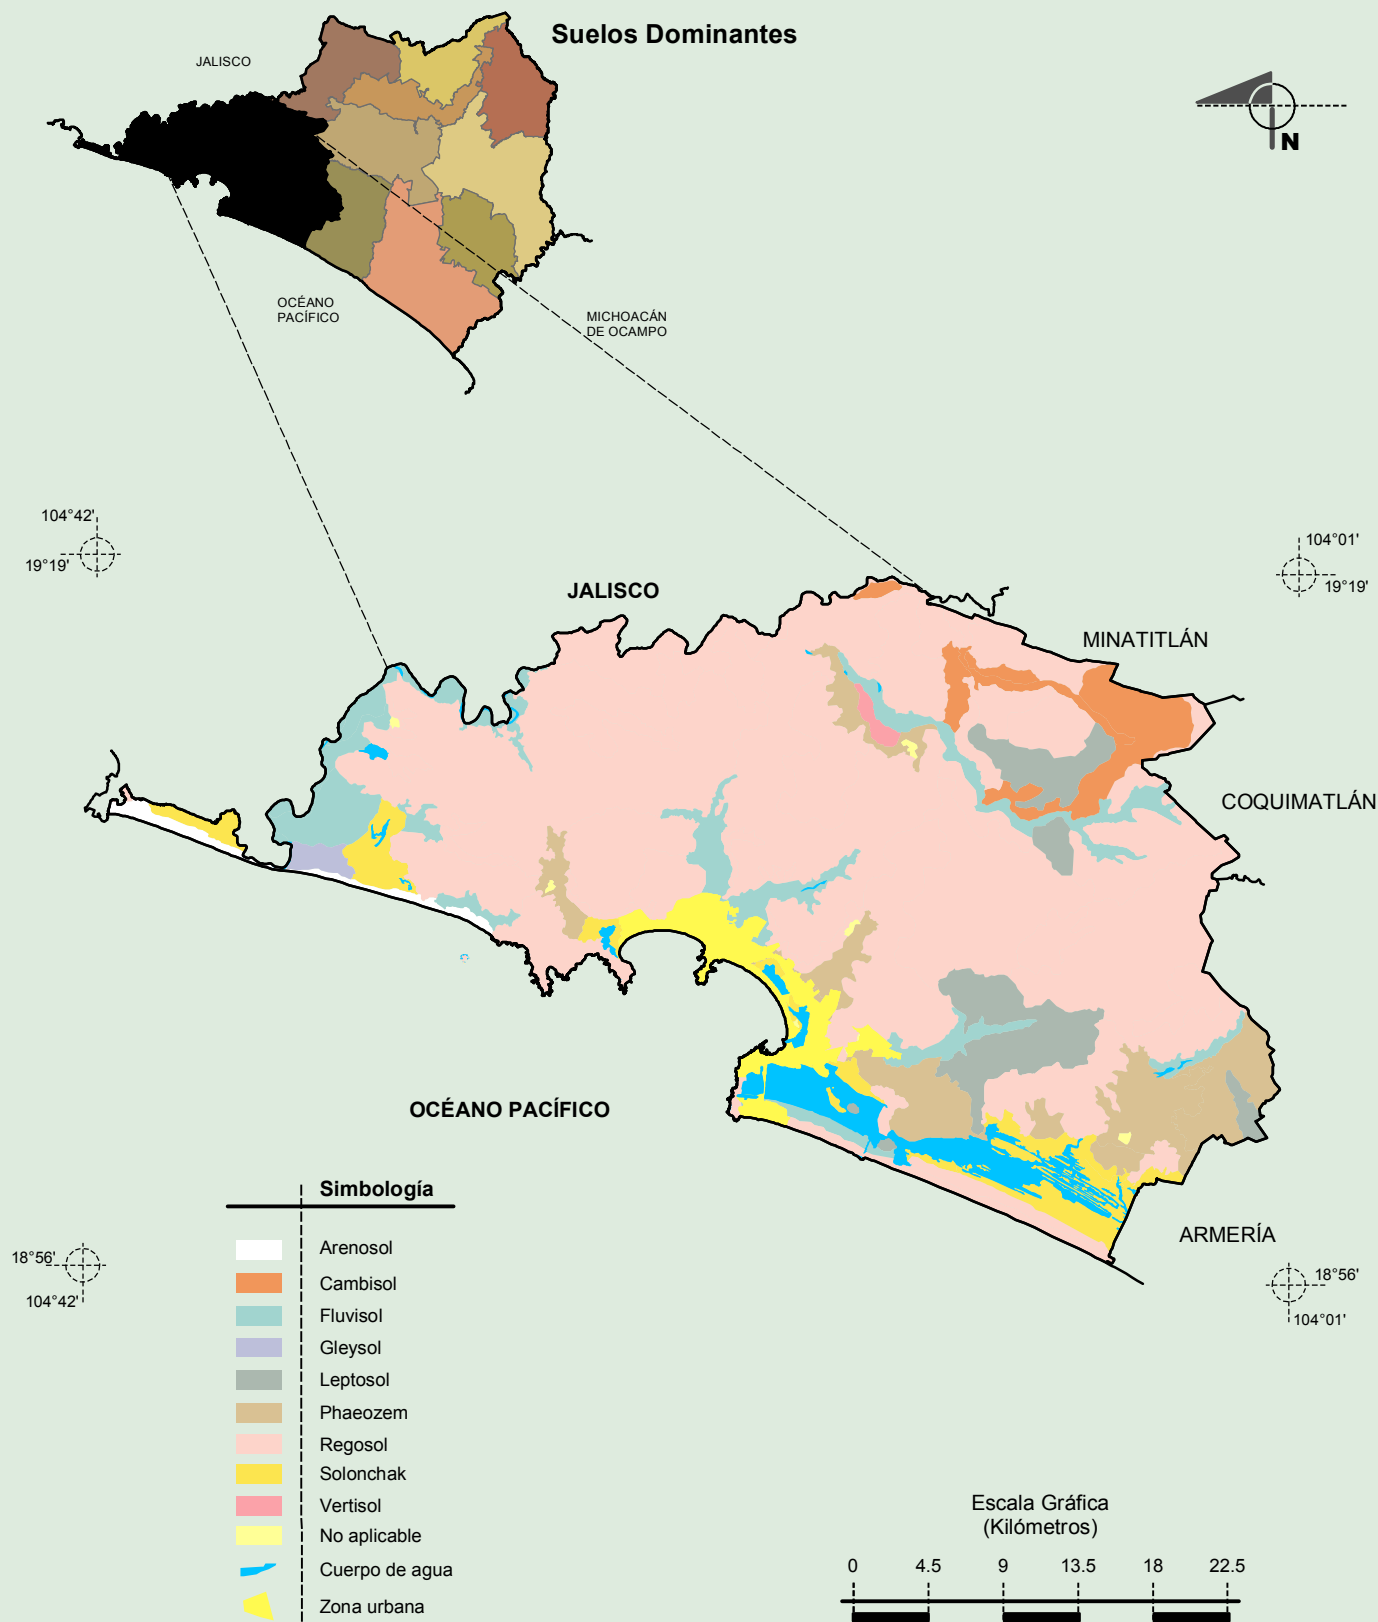 Suelos Dominantes
JALISCO
N
OCÉANO
PACÍFICO
MICHOACÁN
DE OCAMPO
104°42'
19°19'
104°01'
19°19'
JALISCO
MINATITLÁN
COQUIMATLÁN
OCÉANO PACÍFICO
ARMERÍA
18°56'
104°42'
18°56'
104°01'
Simbología
Arenosol
Cambisol
Fluvisol
Gleysol
Leptosol
Phaeozem
Regosol
Solonchak
Vertisol
No aplicable
Cuerpo de agua
Zona urbana
Escala Gráfica
(Kilómetros)
0 4.5 9 13.5 18 22.5